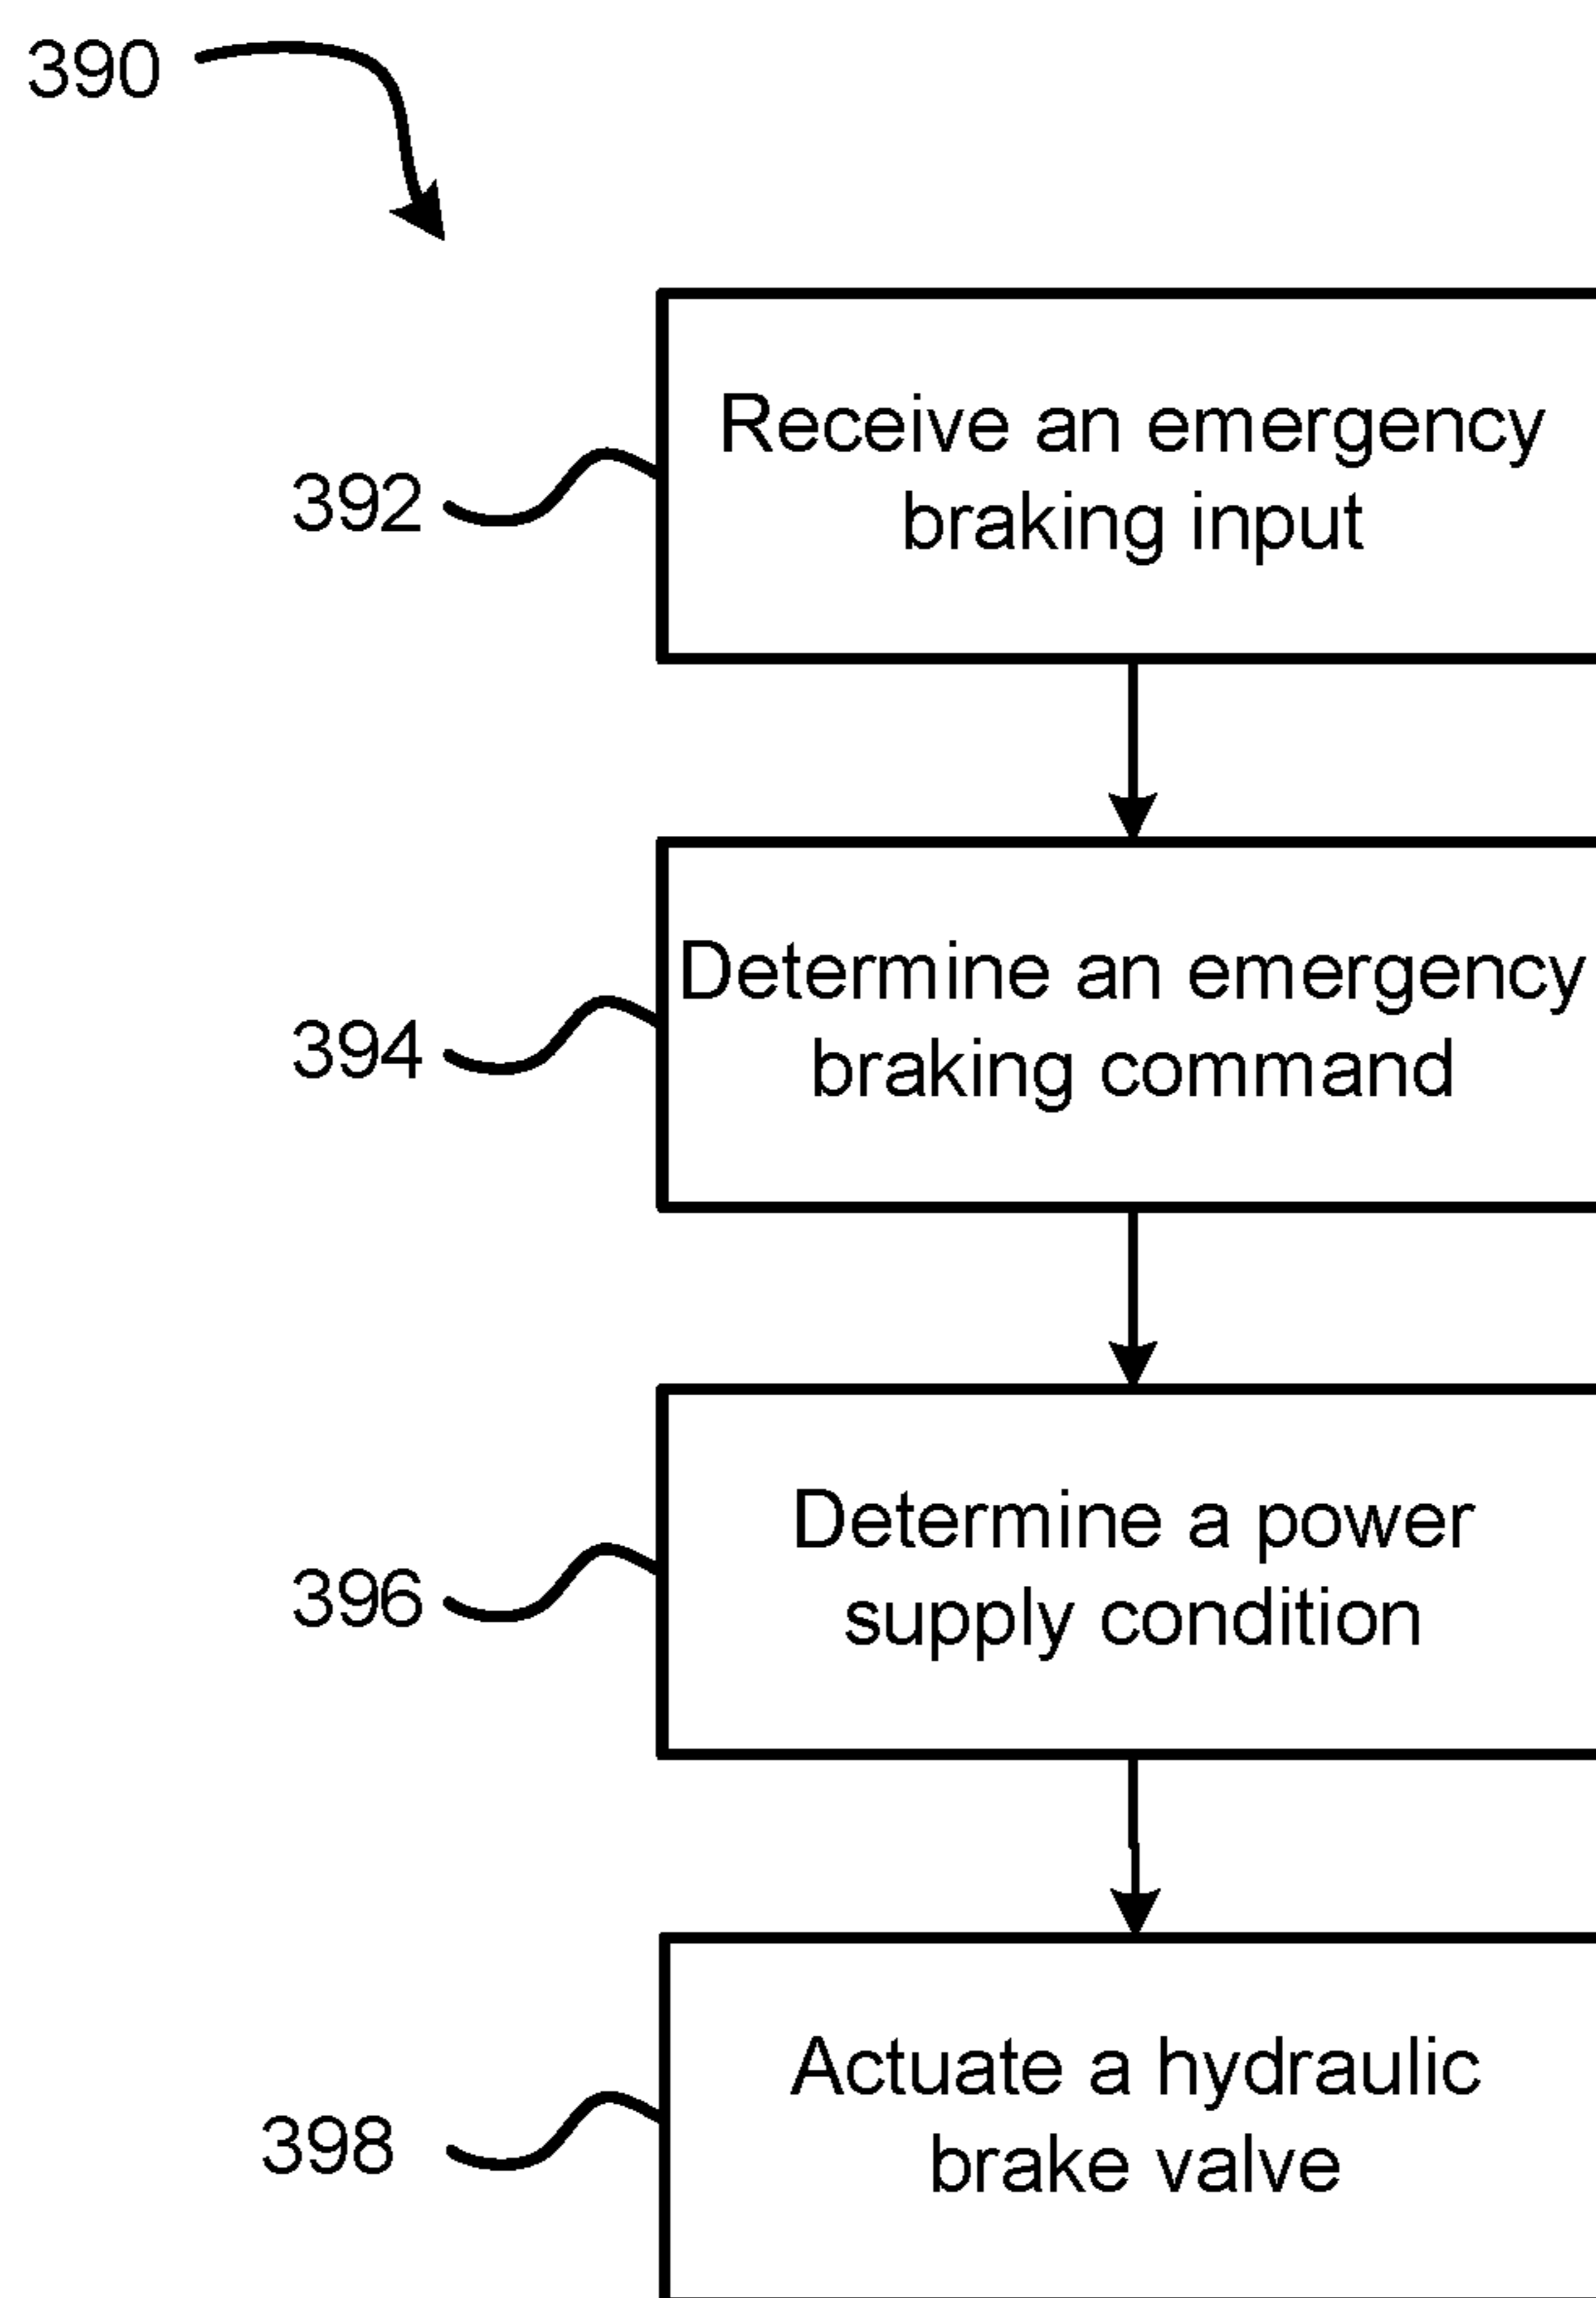 390
Receive an emergency
braking input
392
Determine an emergency
braking command
394
Determine a power
supply condition
396
Actuate a hydraulic
brake valve
398